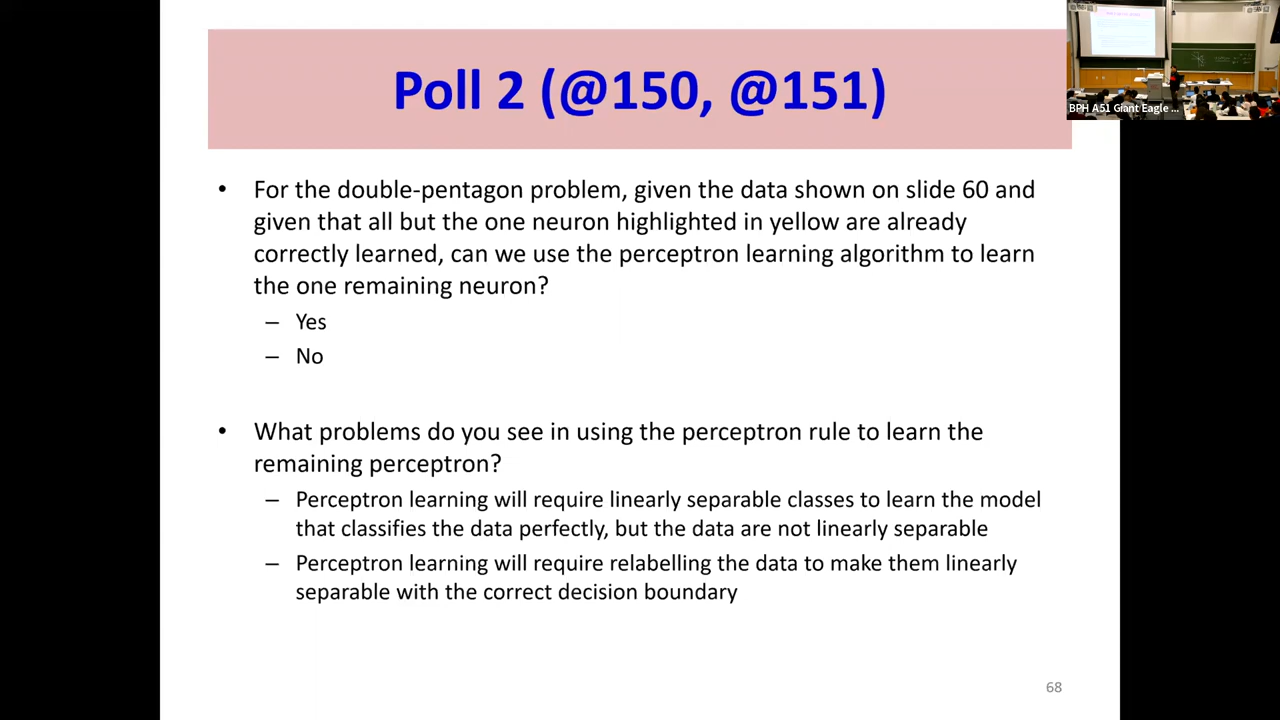 Poll 2 (@150, @151)
BPH A51 Giant Eagle ...
• For the double-pentagon problem, given the data shown on slide 60 and
given that all but the one neuron highlighted in yellow are already
correctly learned, can we use the perceptron learning algorithm to learn
the one remaining neuron?
– Yes
– No
• What problems do you see in using the perceptron rule to learn the
remaining perceptron?
– Perceptron learning will require linearly separable classes to learn the model
that classifies the data perfectly, but the data are not linearly separable
– Perceptron learning will require relabelling the data to make them linearly
separable with the correct decision boundary
68